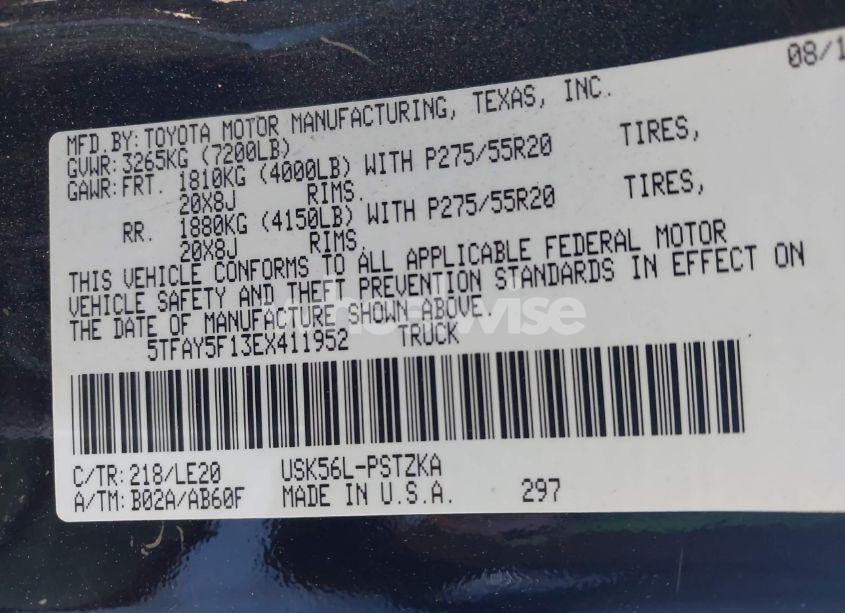 08/1
MFD.BY: TOYOTA MOTOR MANUFACTURING, TEXAS, INC.
GVWR: 3265KG (7200LB)
GAWR: FRT. 1810KG (4000LB) WITH P275/55R20 TIRES,
20X8J RIMS.
RR. 1880KG (4150LB) WITH P275/55R20 TIRES,
20X8J RIMS.
THIS VEHICLE CONFORMS TO ALL APPLICABLE FEDERAL MOTOR
VEHICLE SAFETY AND THEFT PREVENTION STANDARDS IN EFFECT ON
THE DATE OF MANUFACTURE SHOWN ABOVE.
5TFAY5F13EX411952 TRUCK
C/TR: 218/LE20 USK56L-PSTZKA
A/TM: B02A/AB60F MADE IN U.S.A. 297